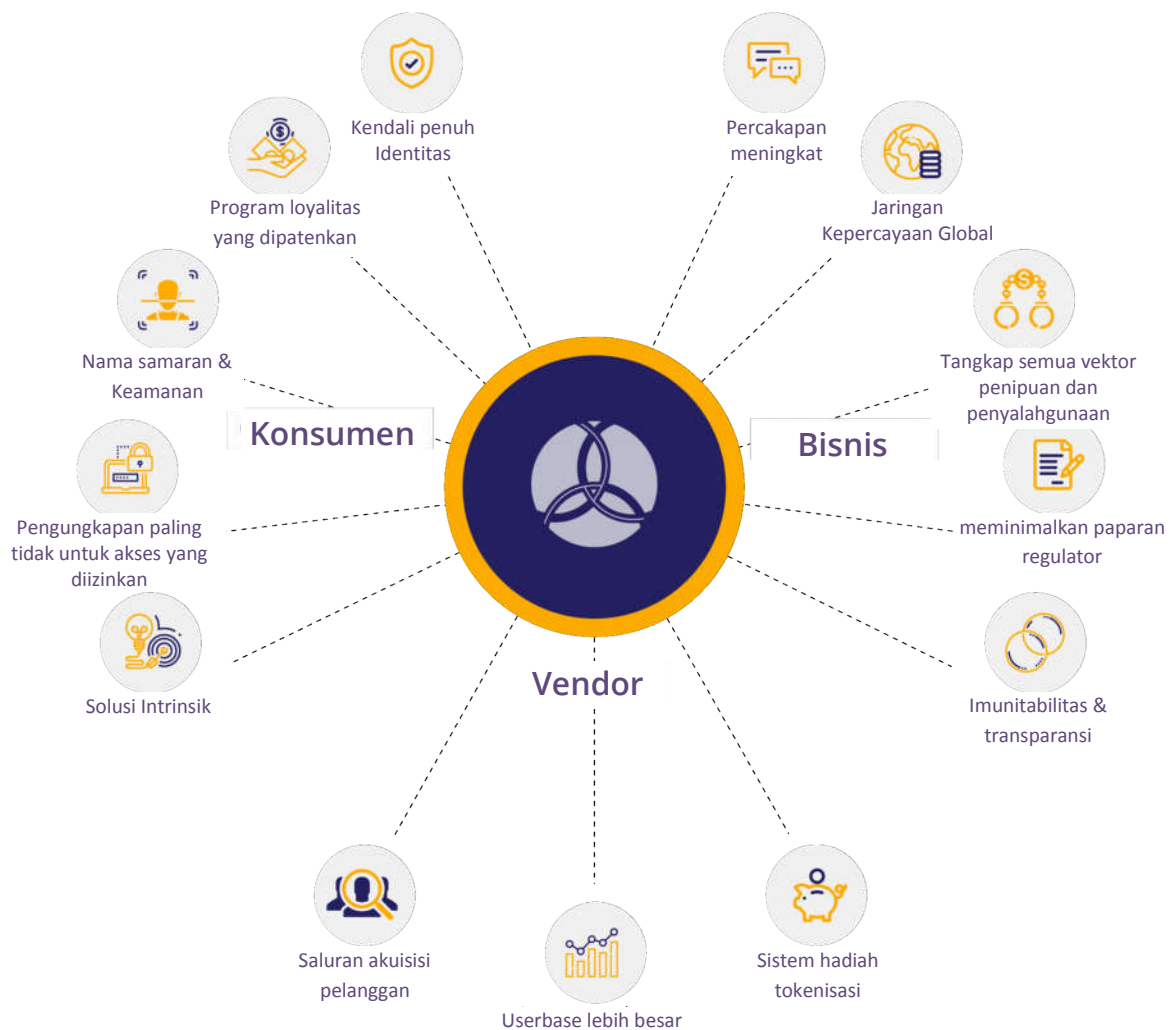 Kendali penuh
Identitas
Percakapan
meningkat
Program loyalitas
yang dipatenkan
Jaringan
Kepercayaan Global
Nama samaran &
Keamanan
Tangkap semua vektor
penipuan dan
penyalahgunaan
Konsumen
Bisnis
Pengungkapan paling
tidak untuk akses yang
diizinkan
meminimalkan paparan
regulator
Vendor
Solusi Intrinsik
Imunitabilitas &
transparansi
Saluran akuisisi
pelanggan
Userbase lebih besar
Sistem hadiah
tokenisasi